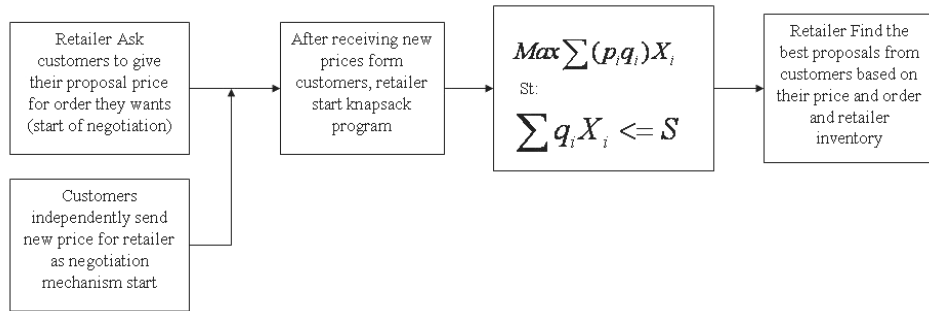 Retailer Ask
customers to give
their proposal price
for order they wants
(start of negotiation)
After receiving new
prices form
customers, retailer
start knapsack
program
Max∑(pᵢqᵢ)Xᵢ
St:
∑qᵢXᵢ <= S
Retailer Find the
best proposals from
customers based on
their price and order
and retailer
inventory
Customers
independently send
new price for retailer
as negotiation
mechanism start